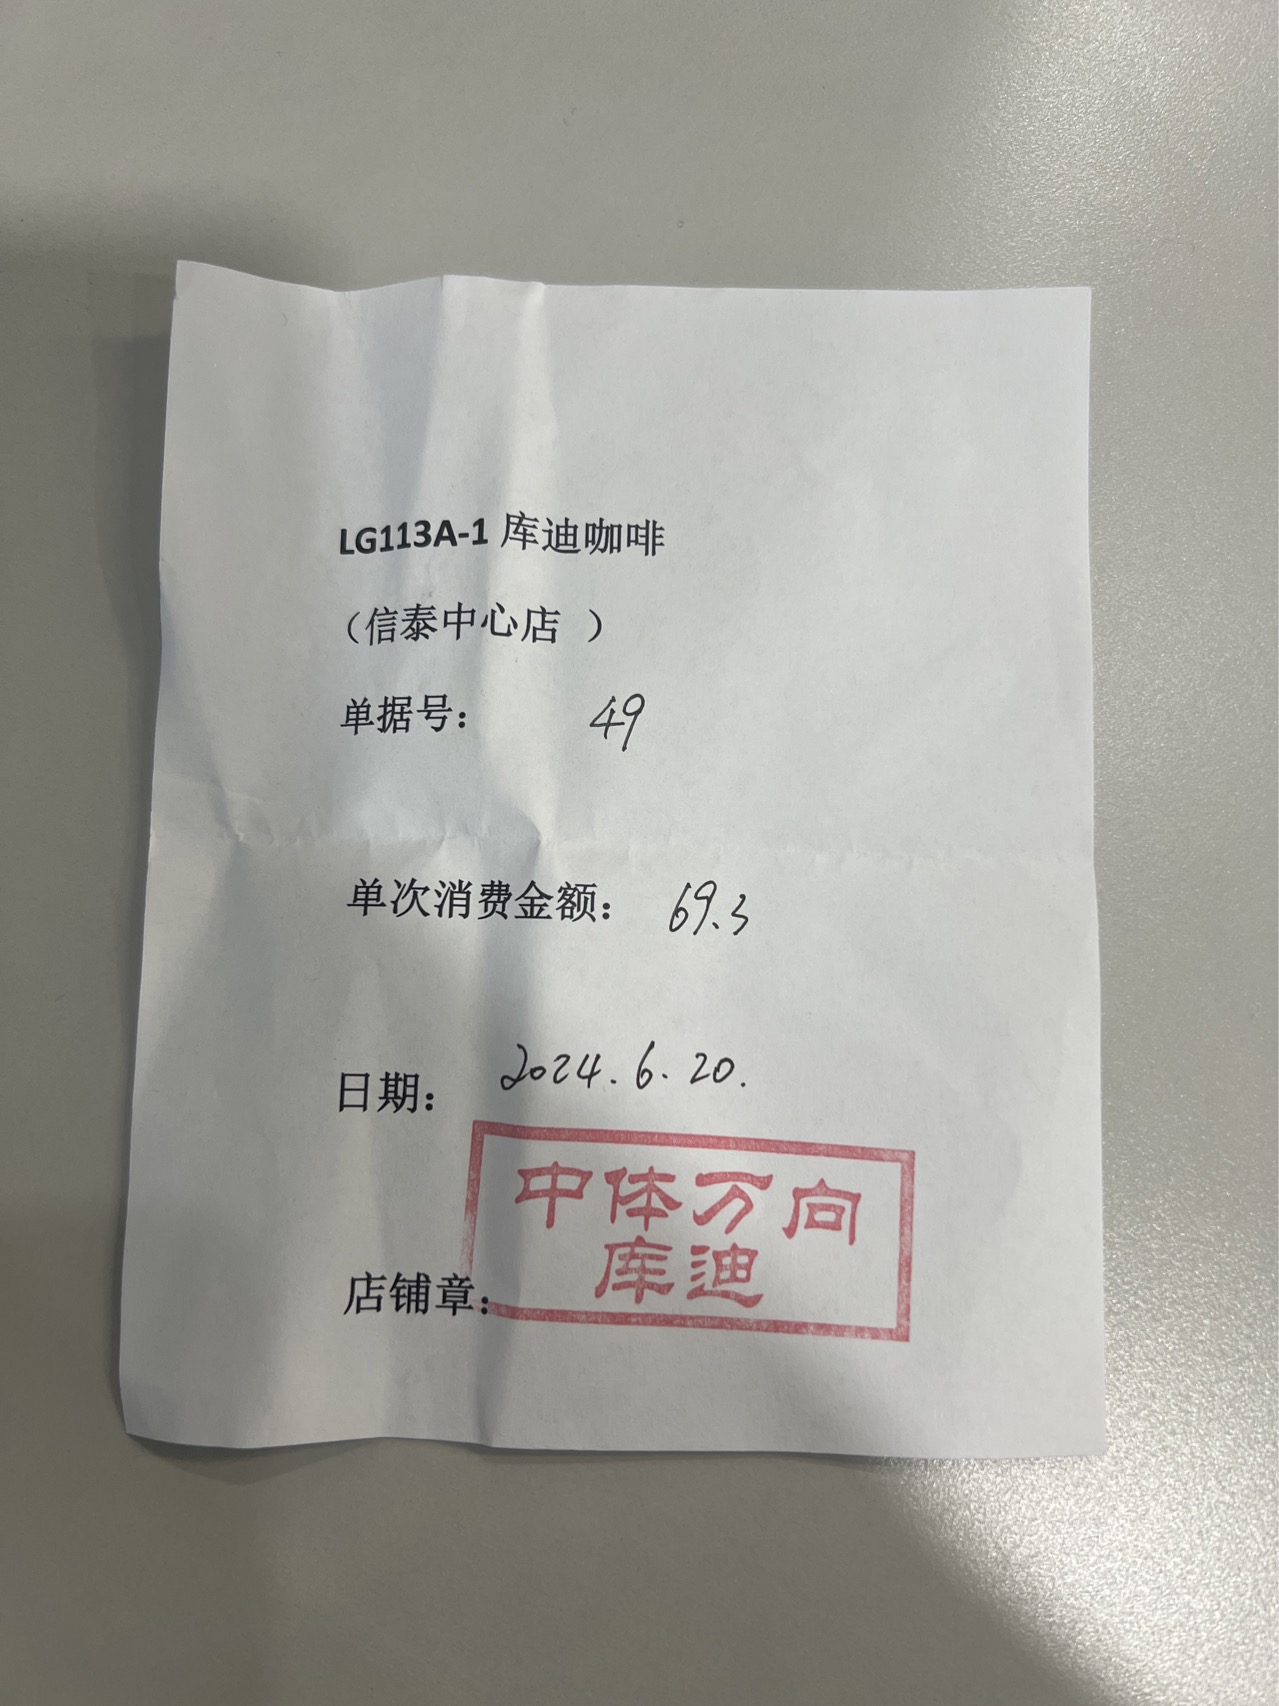 LG113A-1 库迪咖啡
（信泰中心店 ）
单据号： 49
单次消费金额： 69.3
日期： 2024.6.20.
中体万向
库迪
店铺章：